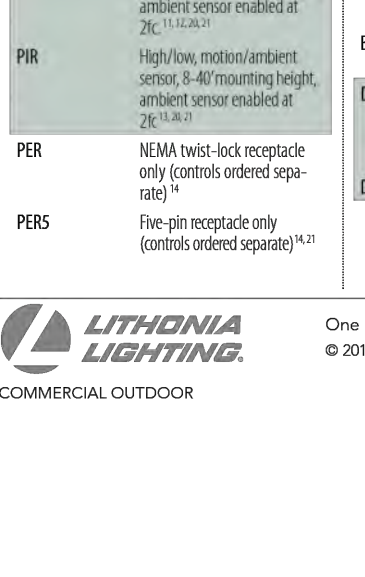 ambient sensor enabled at
2fc. 11, 12, 20, 21
PIR High/low, motion/ambient
sensor, 8-40' mounting height,
ambient sensor enabled at
2fc 13, 20, 21
PER NEMA twist-lock receptacle
only (controls ordered sepa-
rate) 14
PER5 Five-pin receptacle only
(controls ordered separate) 14, 21
LITHONIA
LIGHTING.
COMMERCIAL OUTDOOR
One
© 201